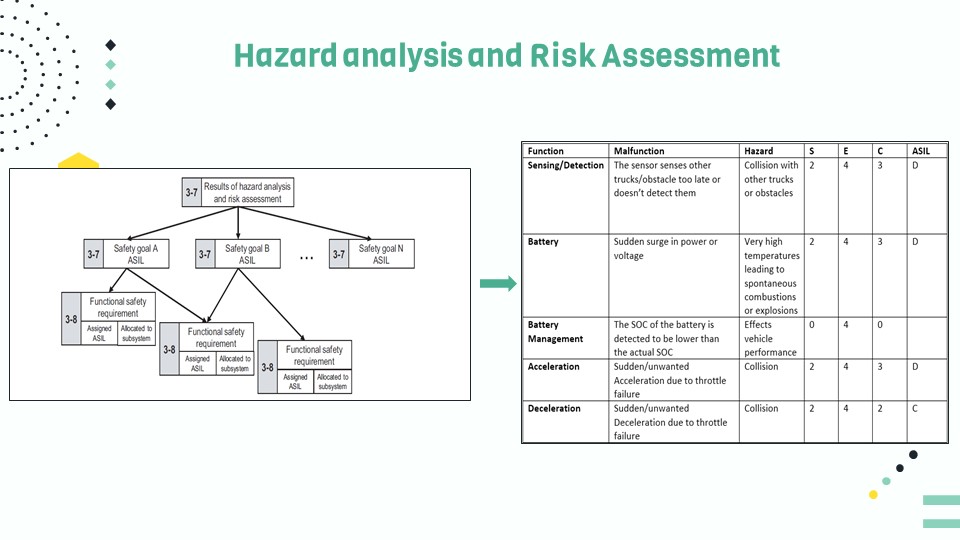 Hazard analysis and Risk Assessment
3-7
Results of hazard analysis
and risk assessment
3-7
Safety goal A
ASIL
3-7
Safety goal B
ASIL
...
3-7
Safety goal N
ASIL
3-8
Functional safety
requirement
Assigned
ASIL
Allocated to
subsystem
3-8
Functional safety
requirement
Assigned
ASIL
Allocated to
subsystem
3-8
Functional safety
requirement
Assigned
ASIL
Allocated to
subsystem
Function Malfunction Hazard S E C ASIL
Sensing/Detection The sensor senses other Collision with 2 4 3 D
trucks/obstacle too late or other trucks
doesn't detect them or obstacles
Battery Sudden surge in power or Very high 2 4 3 D
voltage temperatures
leading to
spontaneous
combustions
or explosions
Battery The SOC of the battery is Effects 0 4 0
Management detected to be lower than vehicle
the actual SOC performance
Acceleration Sudden/unwanted Collision 2 4 3 D
Acceleration due to throttle
failure
Deceleration Sudden/unwanted Collision 2 4 2 C
Deceleration due to throttle
failure